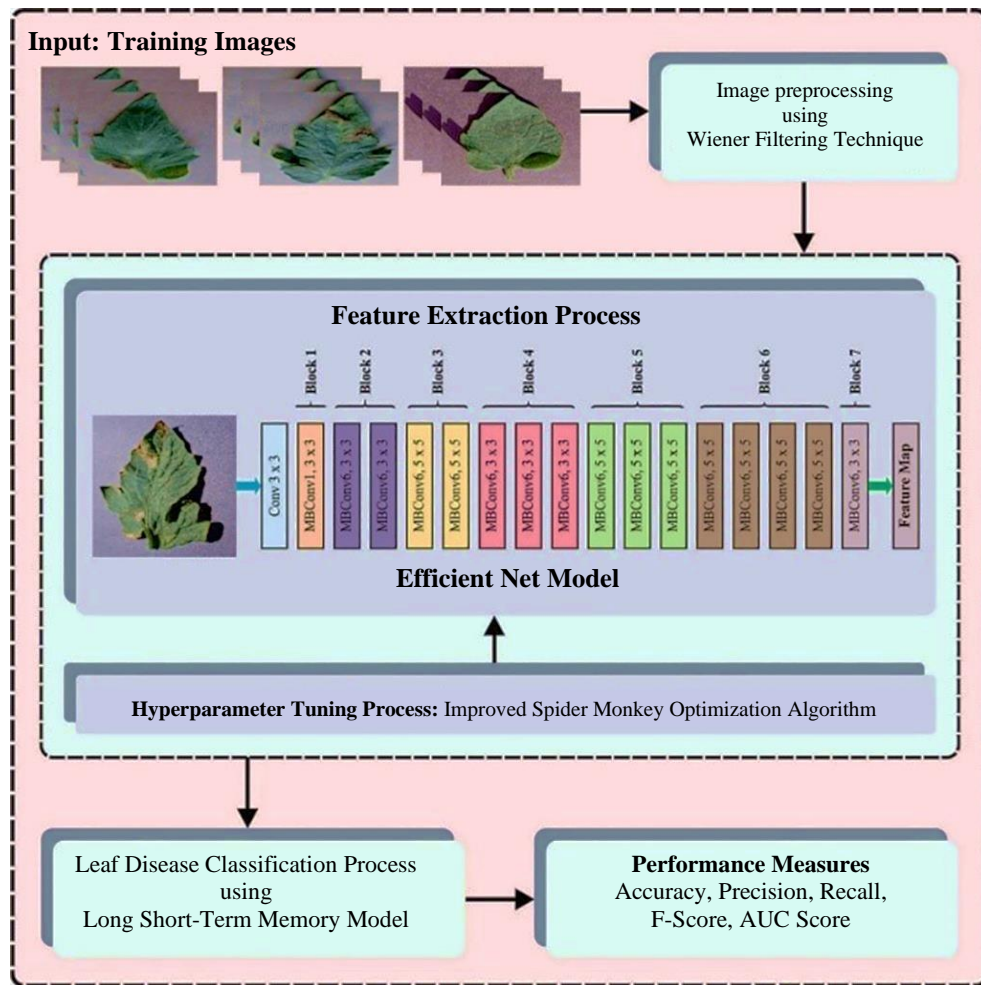 Input: Training Images
Image preprocessing
using
Wiener Filtering Technique
Feature Extraction Process
Block 1
Block 2
Block 3
Block 4
Block 5
Block 6
Block 7
Conv 3 x 3
MBConv1, 3 x 3
MBConv6, 3 x 3
MBConv6, 3 x 3
MBConv6, 5 x 5
MBConv6, 5 x 5
MBConv6, 3 x 3
MBConv6, 3 x 3
MBConv6, 3 x 3
MBConv6, 5 x 5
MBConv6, 5 x 5
MBConv6, 5 x 5
MBConv6, 5 x 5
MBConv6, 5 x 5
MBConv6, 5 x 5
MBConv6, 5 x 5
MBConv6, 3 x 3
Feature Map
Efficient Net Model
Hyperparameter Tuning Process: Improved Spider Monkey Optimization Algorithm
Leaf Disease Classification Process
using
Long Short-Term Memory Model
Performance Measures
Accuracy, Precision, Recall,
F-Score, AUC Score